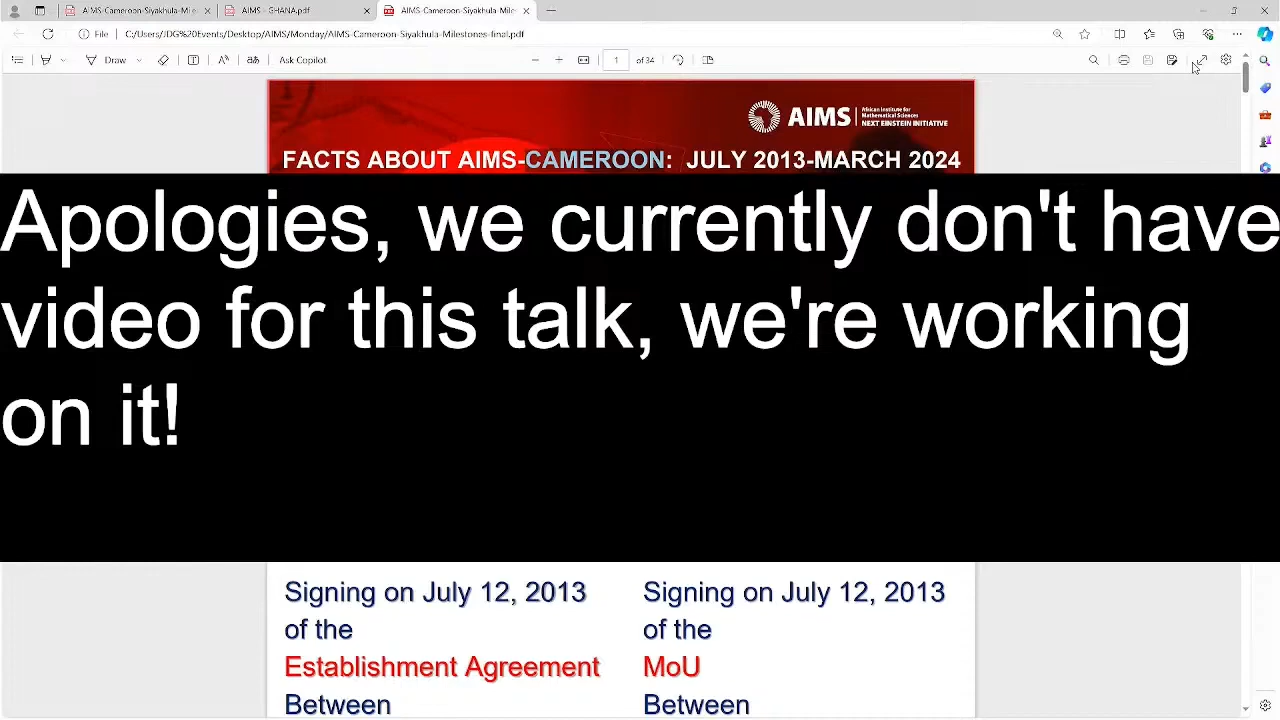 AIMS-Cameroon-Siyakhula-Miles
AIMS - GHANA.pdf
AIMS-Cameroon-Siyakhula-Miles
File C:/Users/JDG%20Events/Desktop/AIMS/Monday/AIMS-Cameroon-Siyakhula-Milestones-final.pdf
Draw
Ask Copilot
1 of 34
AIMS African Institute for
Mathematical Sciences
NEXT EINSTEIN INITIATIVE
FACTS ABOUT AIMS-CAMEROON: JULY 2013-MARCH 2024
Apologies, we currently don't have
video for this talk, we're working
on it!
Signing on July 12, 2013
of the
Establishment Agreement
Between
Signing on July 12, 2013
of the
MoU
Between